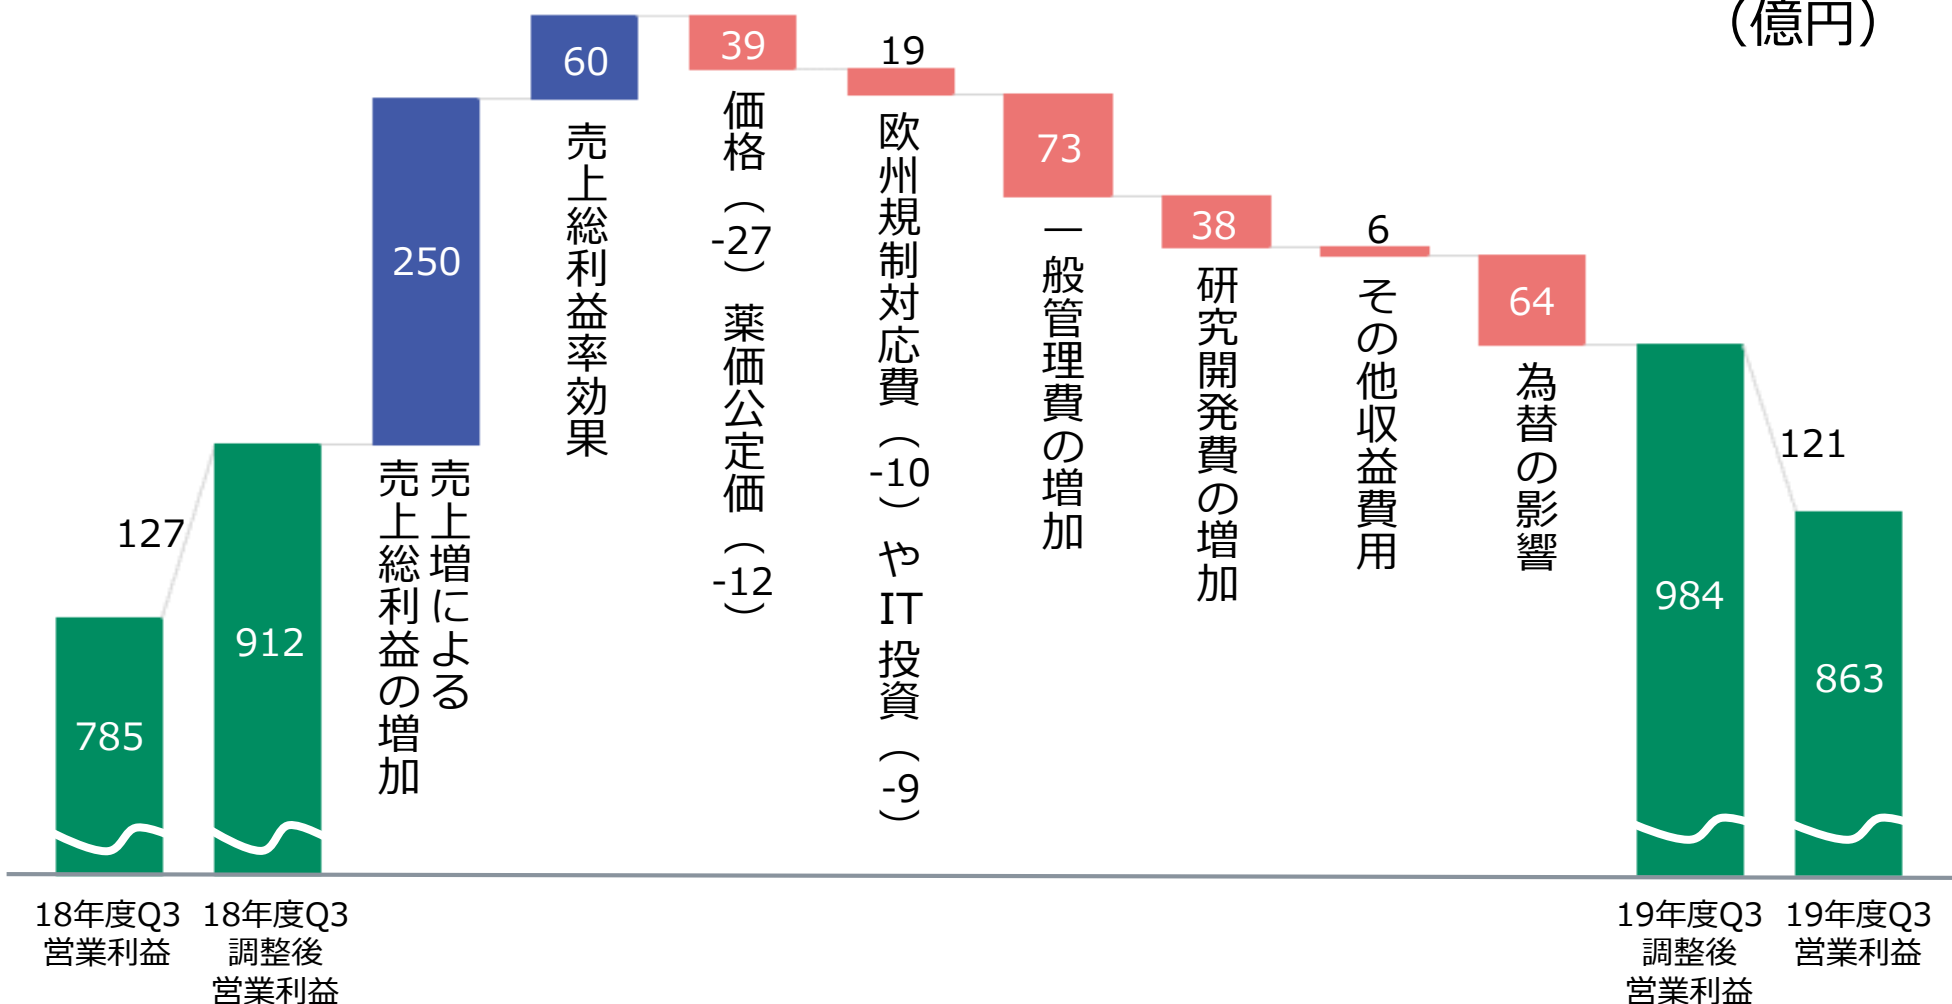 （億円）
127
785
18年度Q3
営業利益
912
18年度Q3
調整後
営業利益
250
売上増による
売上総利益の増加
60
売上総利益率効果
39
価格（-27）薬価公定価（-12）
19
欧州規制対応費（-10）やIT投資（-9）
73
一般管理費の増加
38
研究開発費の増加
6
その他収益費用
64
為替の影響
984
19年度Q3
調整後
営業利益
121
863
19年度Q3
営業利益